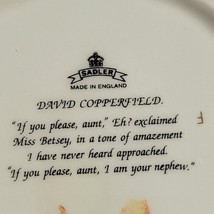 SADLER
MADE IN ENGLAND
DAVID COPPERFIELD.
"If you please, aunt," Eh? exclaimed
Miss Betsey, in a tone of amazement
I have never heard approached.
"If you please, aunt, I am your nephew."
F